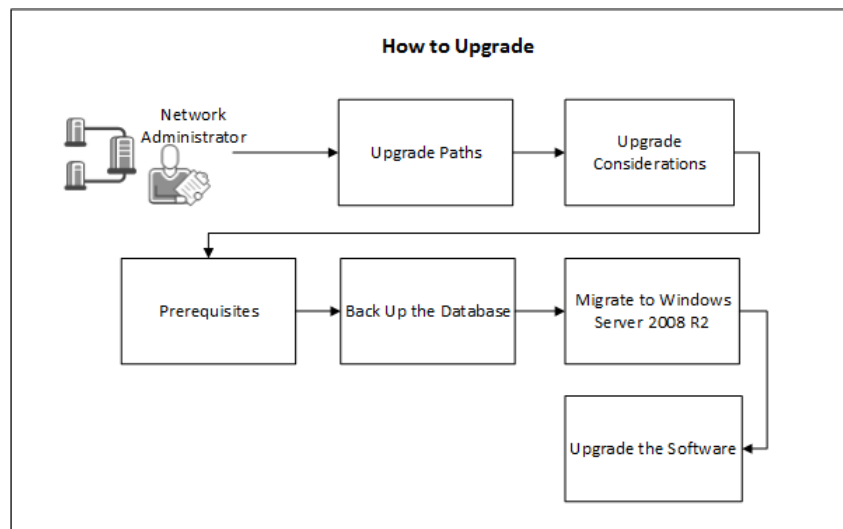 How to Upgrade
Network
Administrator
Upgrade Paths
Upgrade
Considerations
Prerequisites
Back Up the Database
Migrate to Windows
Server 2008 R2
Upgrade the Software